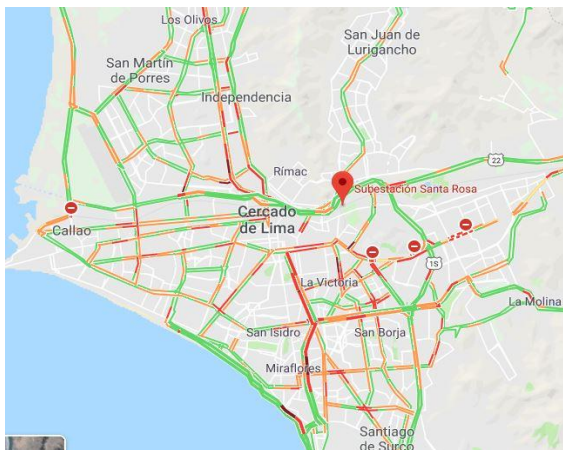 Los Olivos
San Juan de
Lurigancho
San Martín
de Porres
Independencia
22
Rímac
Subestación Santa Rosa
Cercado
de Lima
Callao
1S
La Victoria
La Molina
San Isidro
San Borja
Miraflores
Santiago
de Surco